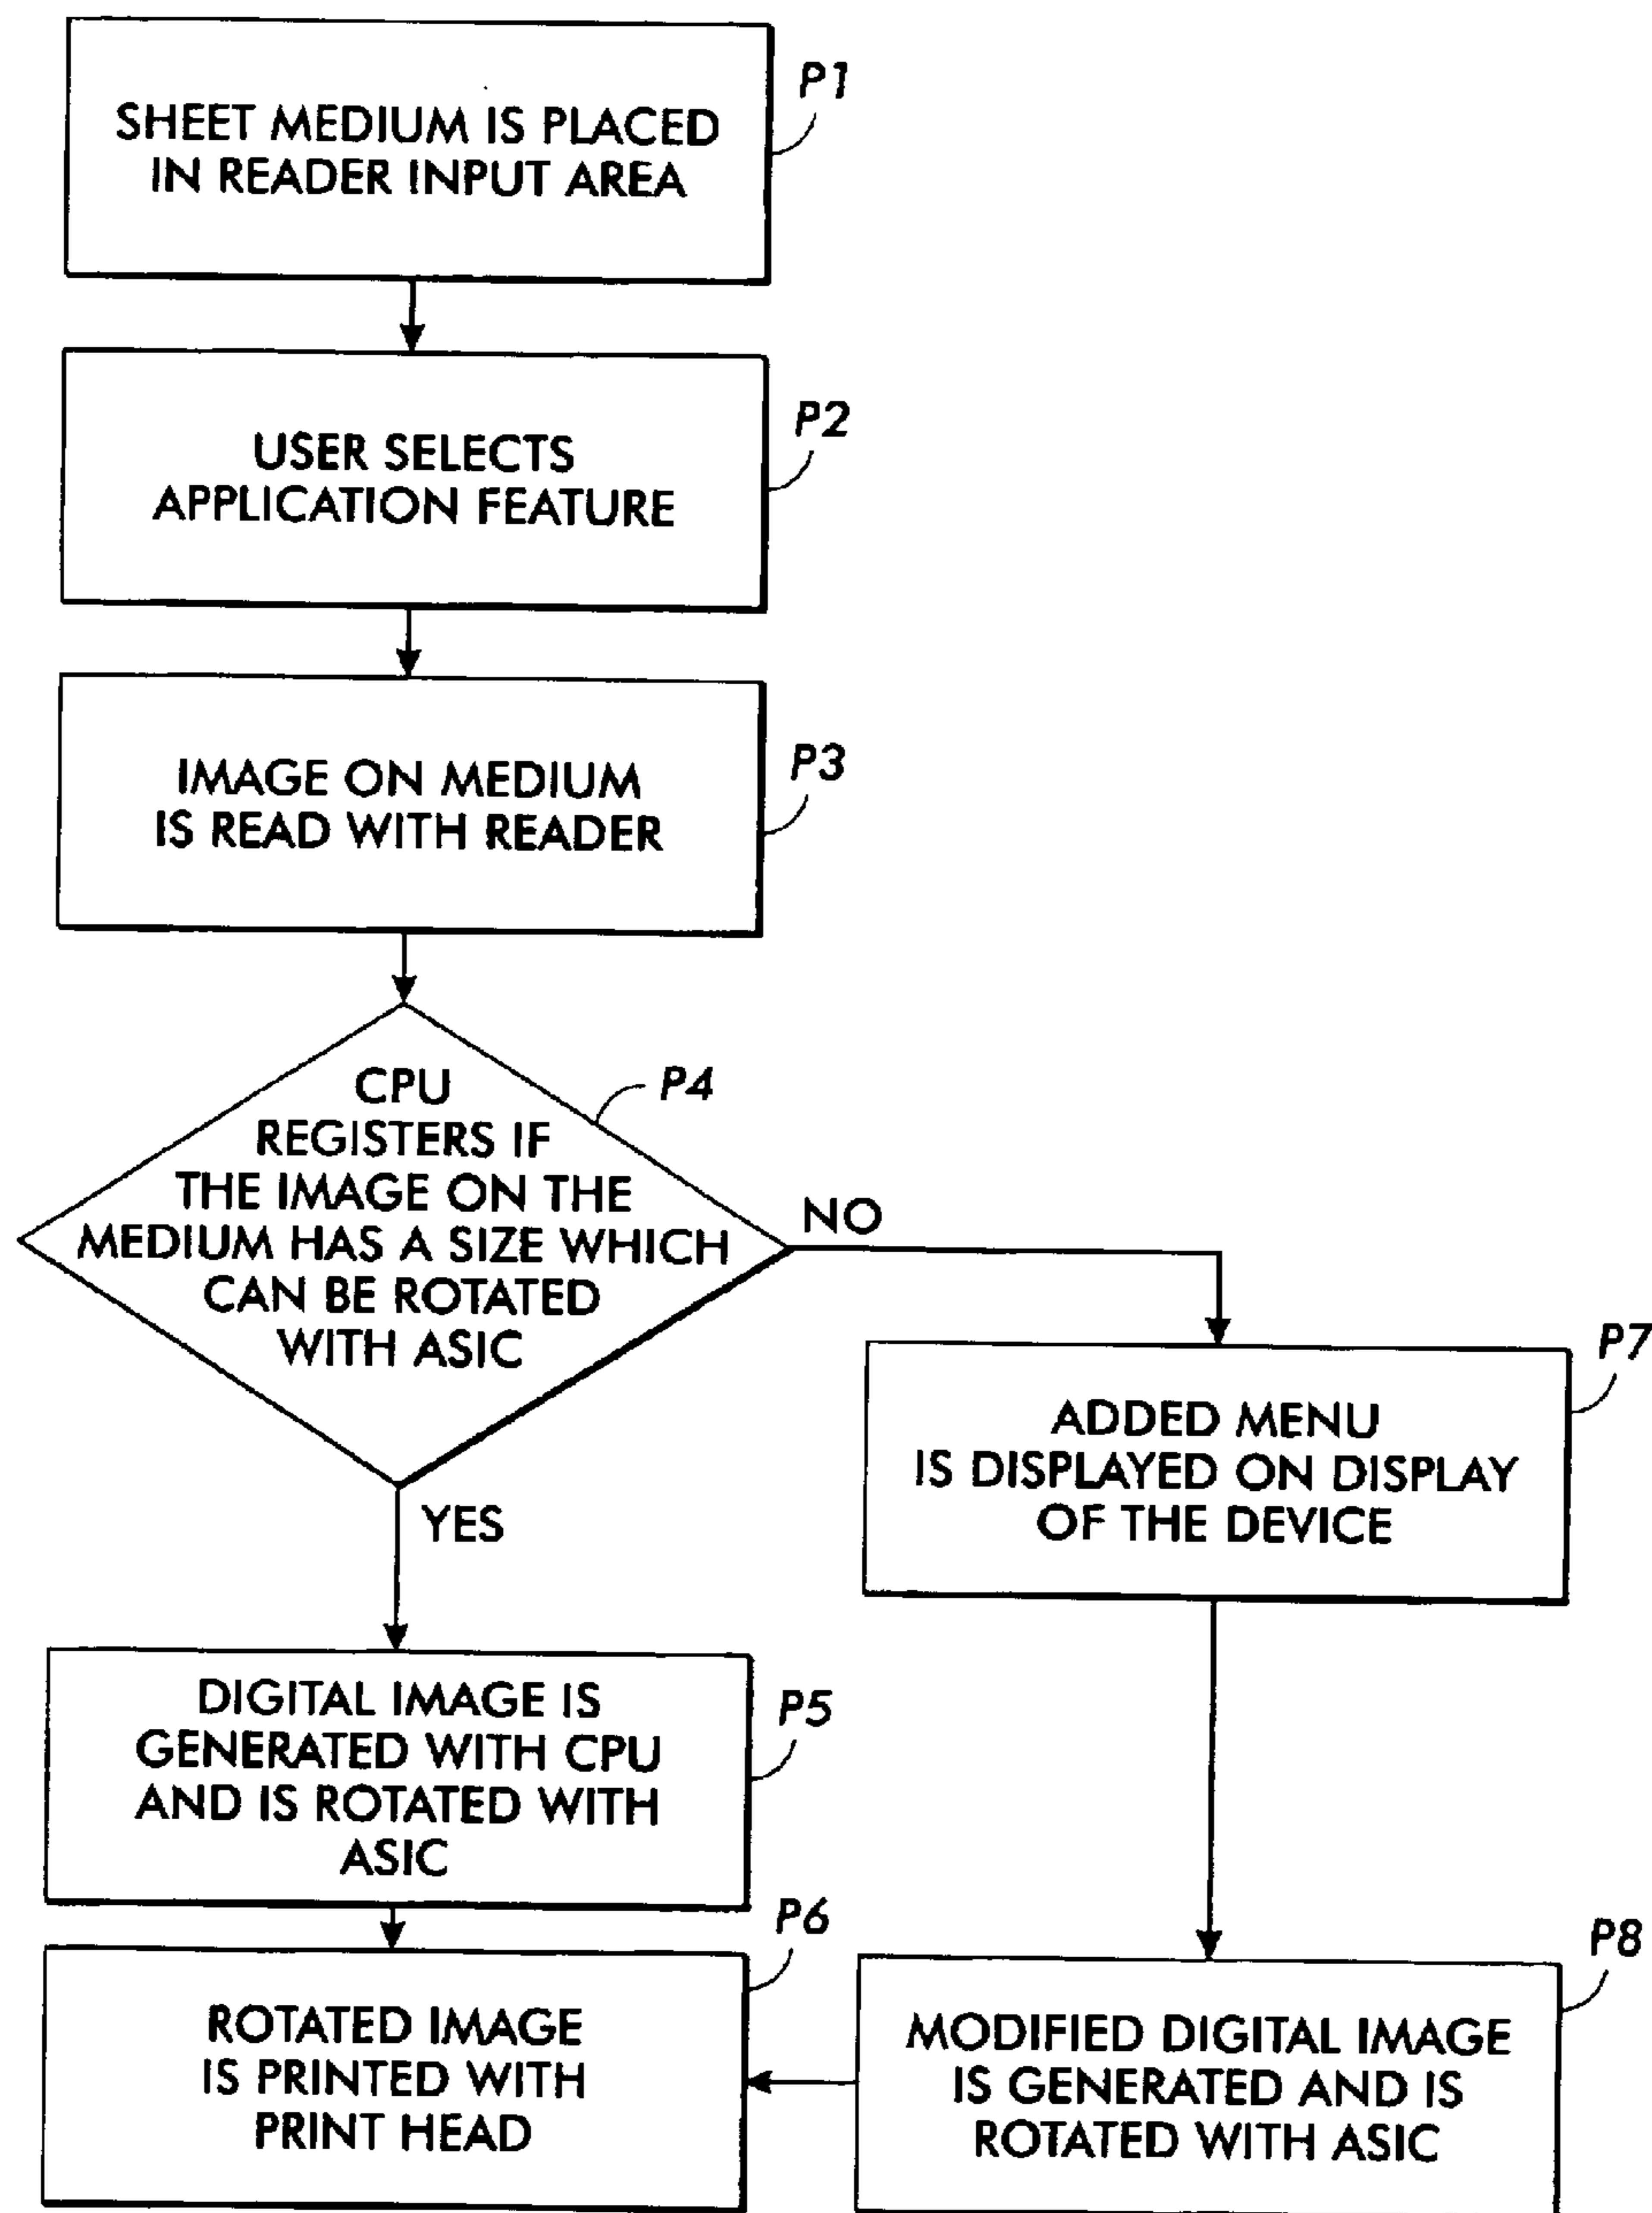 SHEET MEDIUM IS PLACED
IN READER INPUT AREA
P1
USER SELECTS
APPLICATION FEATURE
P2
IMAGE ON MEDIUM
IS READ WITH READER
P3
CPU
REGISTERS IF
THE IMAGE ON THE
MEDIUM HAS A SIZE WHICH
CAN BE ROTATED
WITH ASIC
P4
NO
YES
ADDED MENU
IS DISPLAYED ON DISPLAY
OF THE DEVICE
P7
DIGITAL IMAGE IS
GENERATED WITH CPU
AND IS ROTATED WITH
ASIC
P5
ROTATED IMAGE
IS PRINTED WITH
PRINT HEAD
P6
MODIFIED DIGITAL IMAGE
IS GENERATED AND IS
ROTATED WITH ASIC
P8